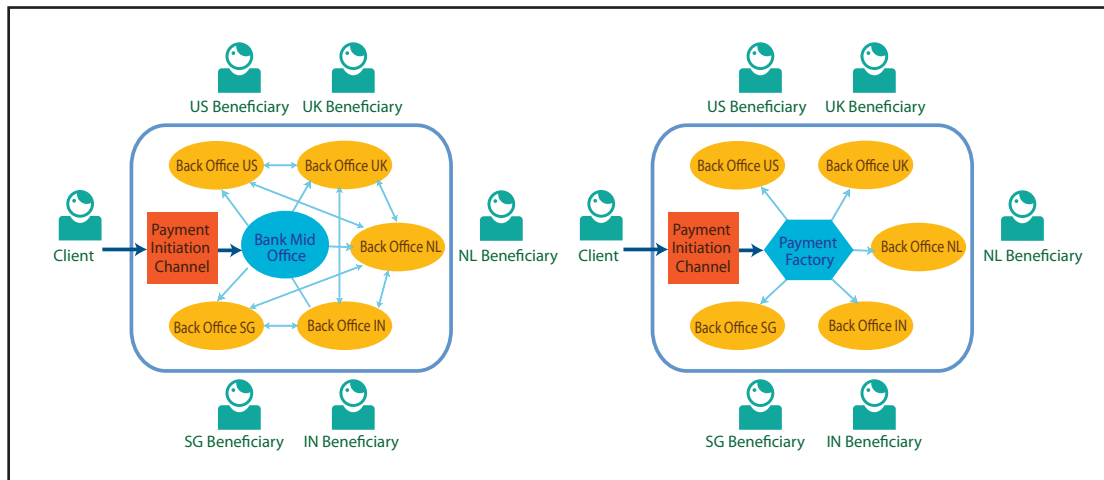 US Beneficiary
UK Beneficiary
Back Office US
Back Office UK
Client
Payment
Initiation
Channel
Bank Mid
Office
Back Office NL
NL Beneficiary
Back Office SG
Back Office IN
SG Beneficiary
IN Beneficiary
US Beneficiary
UK Beneficiary
Back Office US
Back Office UK
Client
Payment
Initiation
Channel
Payment
Factory
Back Office NL
NL Beneficiary
Back Office SG
Back Office IN
SG Beneficiary
IN Beneficiary